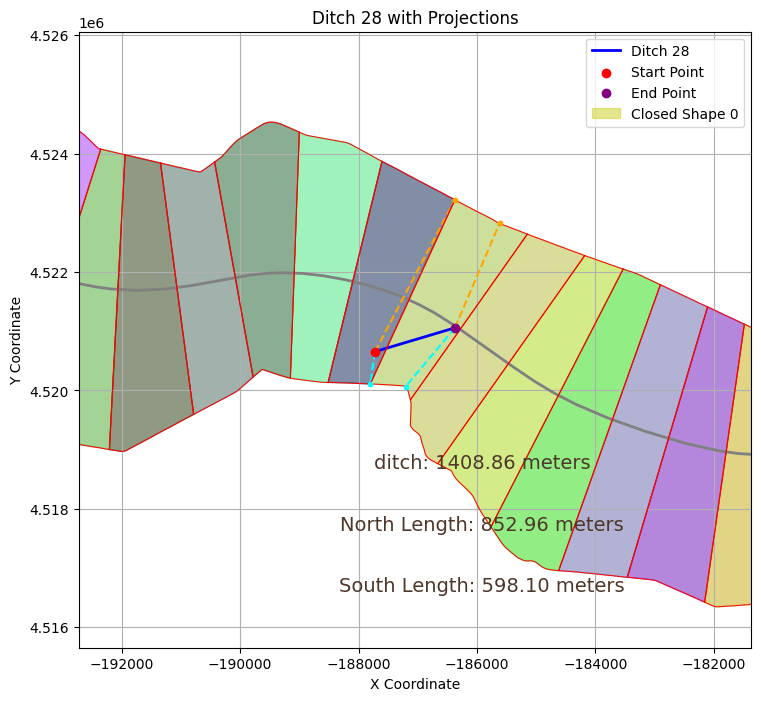 Ditch 28 with Projections
1e6
Ditch 28
Start Point
End Point
Closed Shape 0
4.526
4.524
4.522
4.520
4.518
4.516
Y Coordinate
ditch: 1408.86 meters
North Length: 852.96 meters
South Length: 598.10 meters
−192000 −190000 −188000 −186000 −184000 −182000
X Coordinate